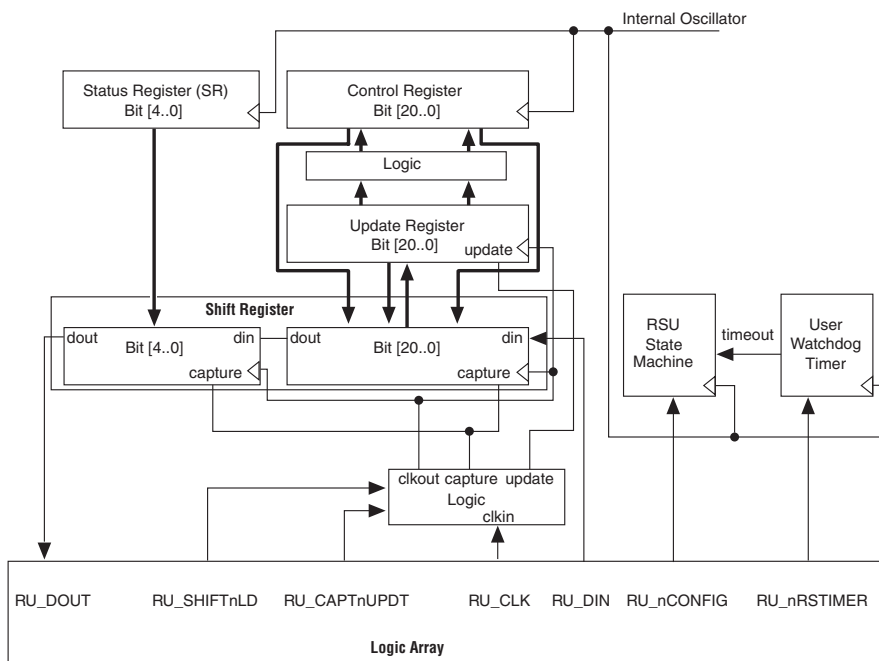 Internal Oscillator
Status Register (SR)
Bit [4..0]
Control Register
Bit [20..0]
Logic
Update Register
Bit [20..0]
update
Shift Register
dout
Bit [4..0]
din
capture
dout
Bit [20..0]
din
capture
RSU
State
Machine
timeout
User
Watchdog
Timer
clkout capture update
Logic
clkin
RU_DOUT RU_SHIFTnLD RU_CAPTnUPDT RU_CLK RU_DIN RU_nCONFIG RU_nRSTIMER
Logic Array